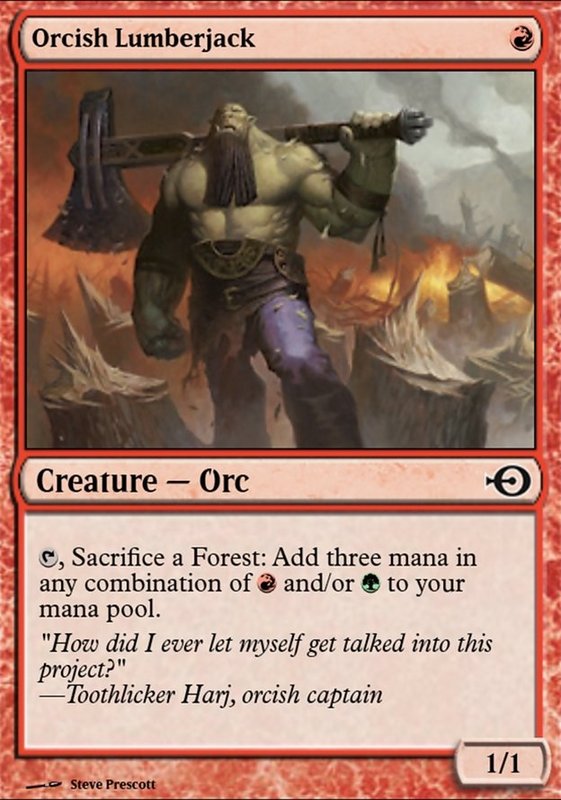 Orcish Lumberjack
Creature — Orc
, Sacrifice a Forest: Add three mana in
any combination of and/or to your
mana pool.
"How did I ever let myself get talked into this
project?"
—Toothlicker Harj, orcish captain
1/1
Steve Prescott